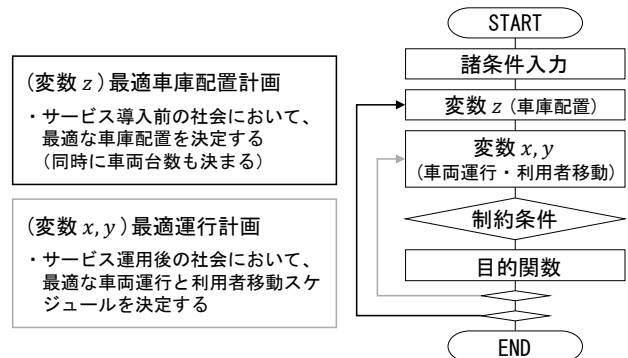 (変数 z ) 最適車庫配置計画
・サービス導入前の社会において、
最適な車庫配置を決定する
(同時に車両台数も決まる)
(変数 x, y ) 最適運行計画
・サービス運用後の社会において、
最適な車両運行と利用者移動スケ
ジュールを決定する
START
諸条件入力
変数 z (車庫配置)
変数 x, y
(車両運行・利用者移動)
制約条件
目的関数
END